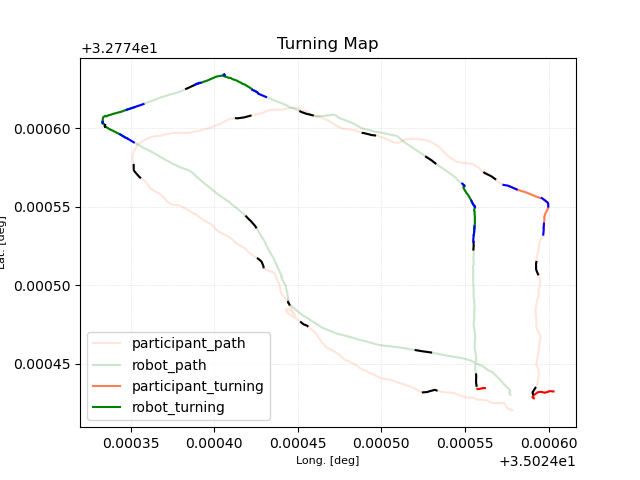 Turning Map
+3.2774e1
0.00060
0.00055
0.00050
0.00045
Lat. [deg]
participant_path
robot_path
participant_turning
robot_turning
0.00035 0.00040 0.00045 0.00050 0.00055 0.00060
Long. [deg]
+3.5024e1